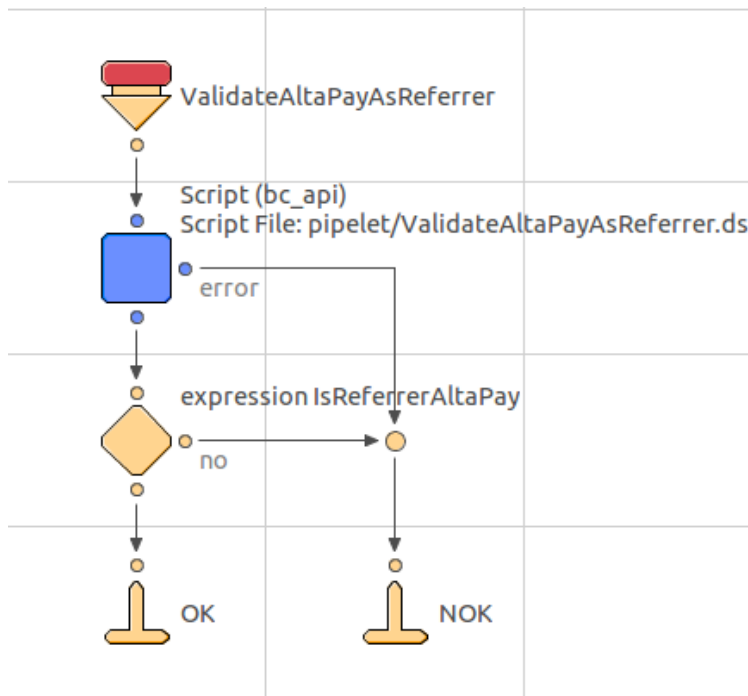 ValidateAltaPayAsReferrer
Script (bc_api)
Script File: pipelet/ValidateAltaPayAsReferrer.ds
error
expression IsReferrerAltaPay
no
OK
NOK